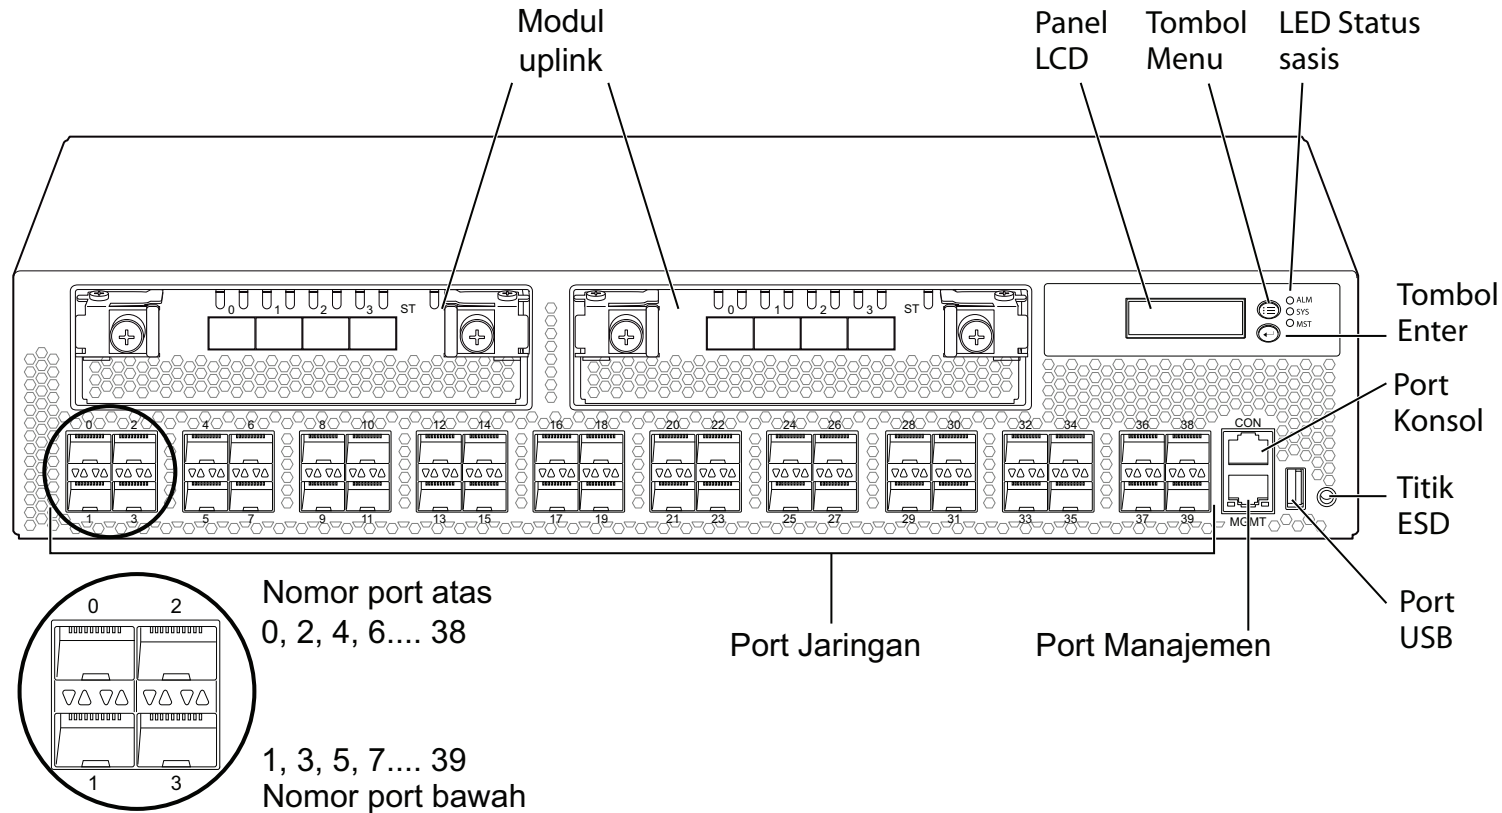 Modul
uplink
Panel
LCD
Tombol
Menu
LED Status
sasis
0 1 2 3 ST
0 1 2 3 ST
ALM
SYS
MST
Tombol
Enter
Port
Konsol
0 2 4 6 8 10 12 14 16 18 20 22 24 26 28 30 32 34 36 38 CON
1 3 5 7 9 11 13 15 17 19 21 23 25 27 29 31 33 35 37 39 MGMT
Titik
ESD
Port
USB
Port Jaringan
Port Manajemen
0 2
Nomor port atas
0, 2, 4, 6.... 38
1 3
1, 3, 5, 7.... 39
Nomor port bawah